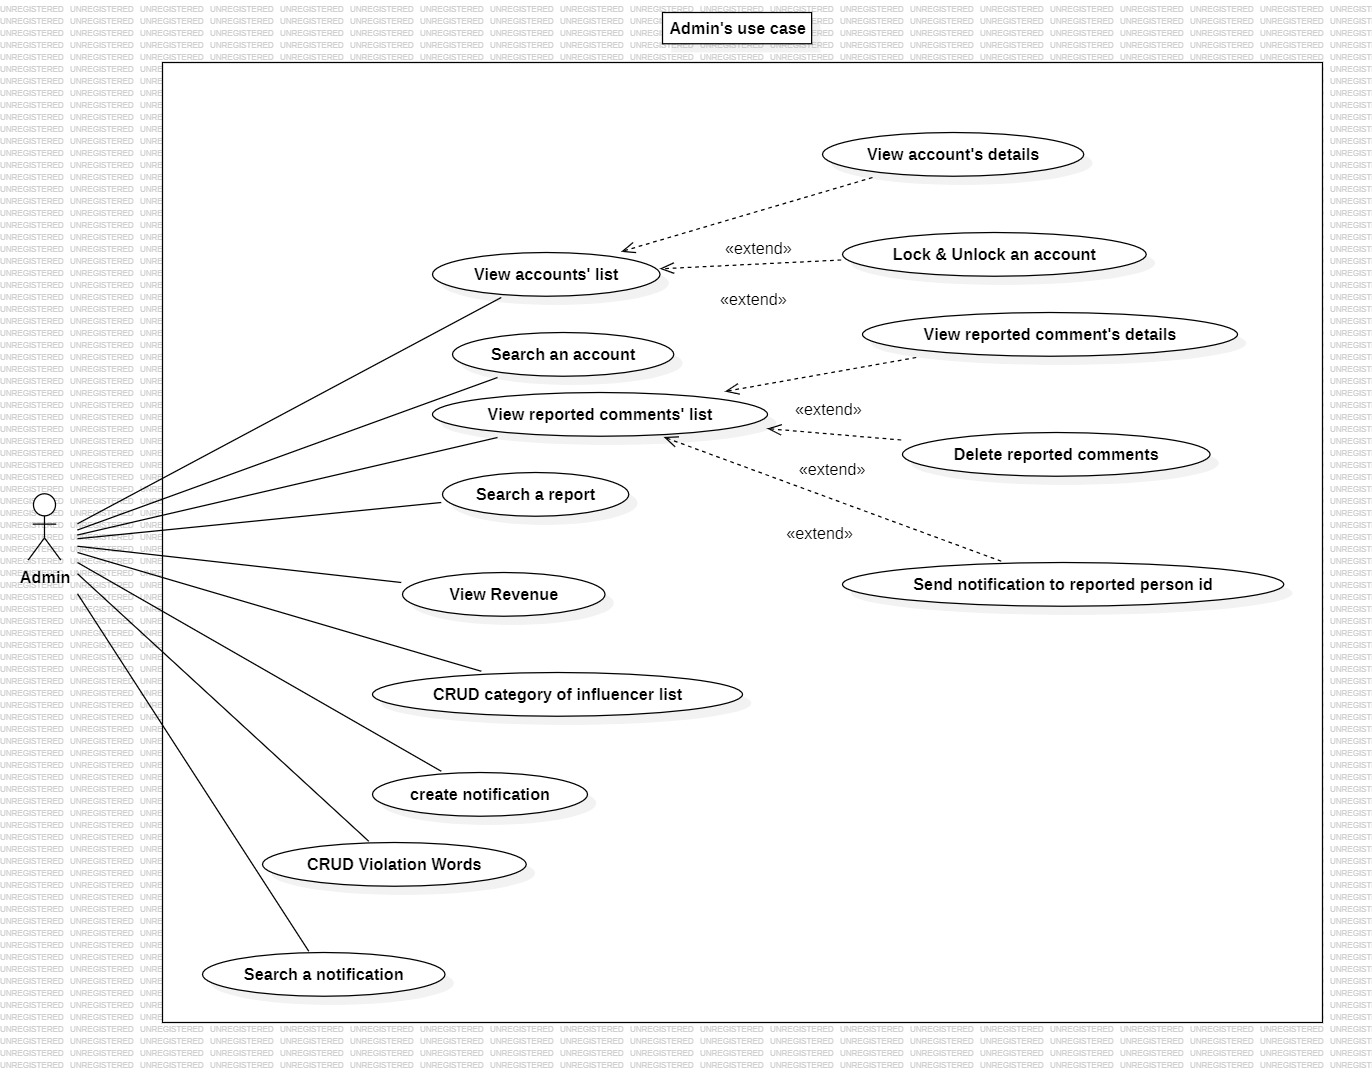 Admin's use case
View account's details
«extend»
Lock & Unlock an account
View accounts' list
«extend»
View reported comment's details
Search an account
«extend»
View reported comments' list
Delete reported comments
«extend»
Search a report
«extend»
Admin
Send notification to reported person id
View Revenue
CRUD category of influencer list
create notification
CRUD Violation Words
Search a notification
UNREGISTERED